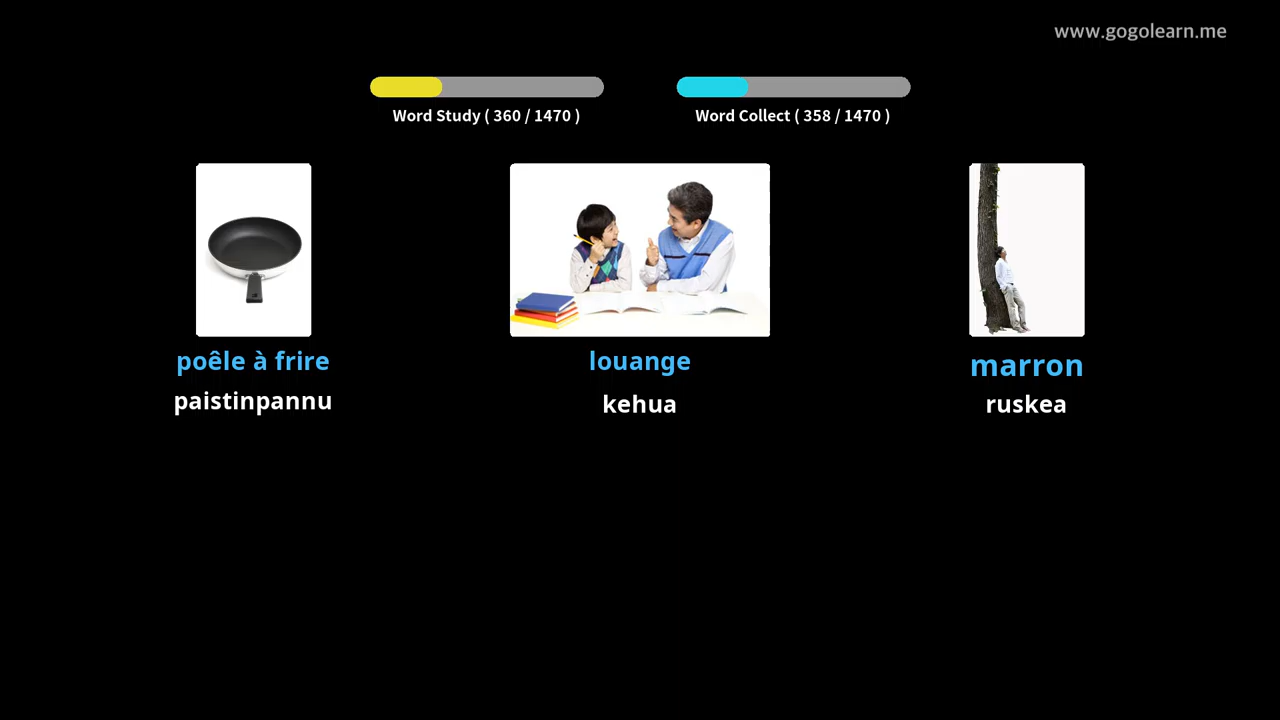 www.gogolearn.me
Word Study ( 360 / 1470 )
Word Collect ( 358 / 1470 )
poêle à frire
paistinpannu
louange
kehua
marron
ruskea